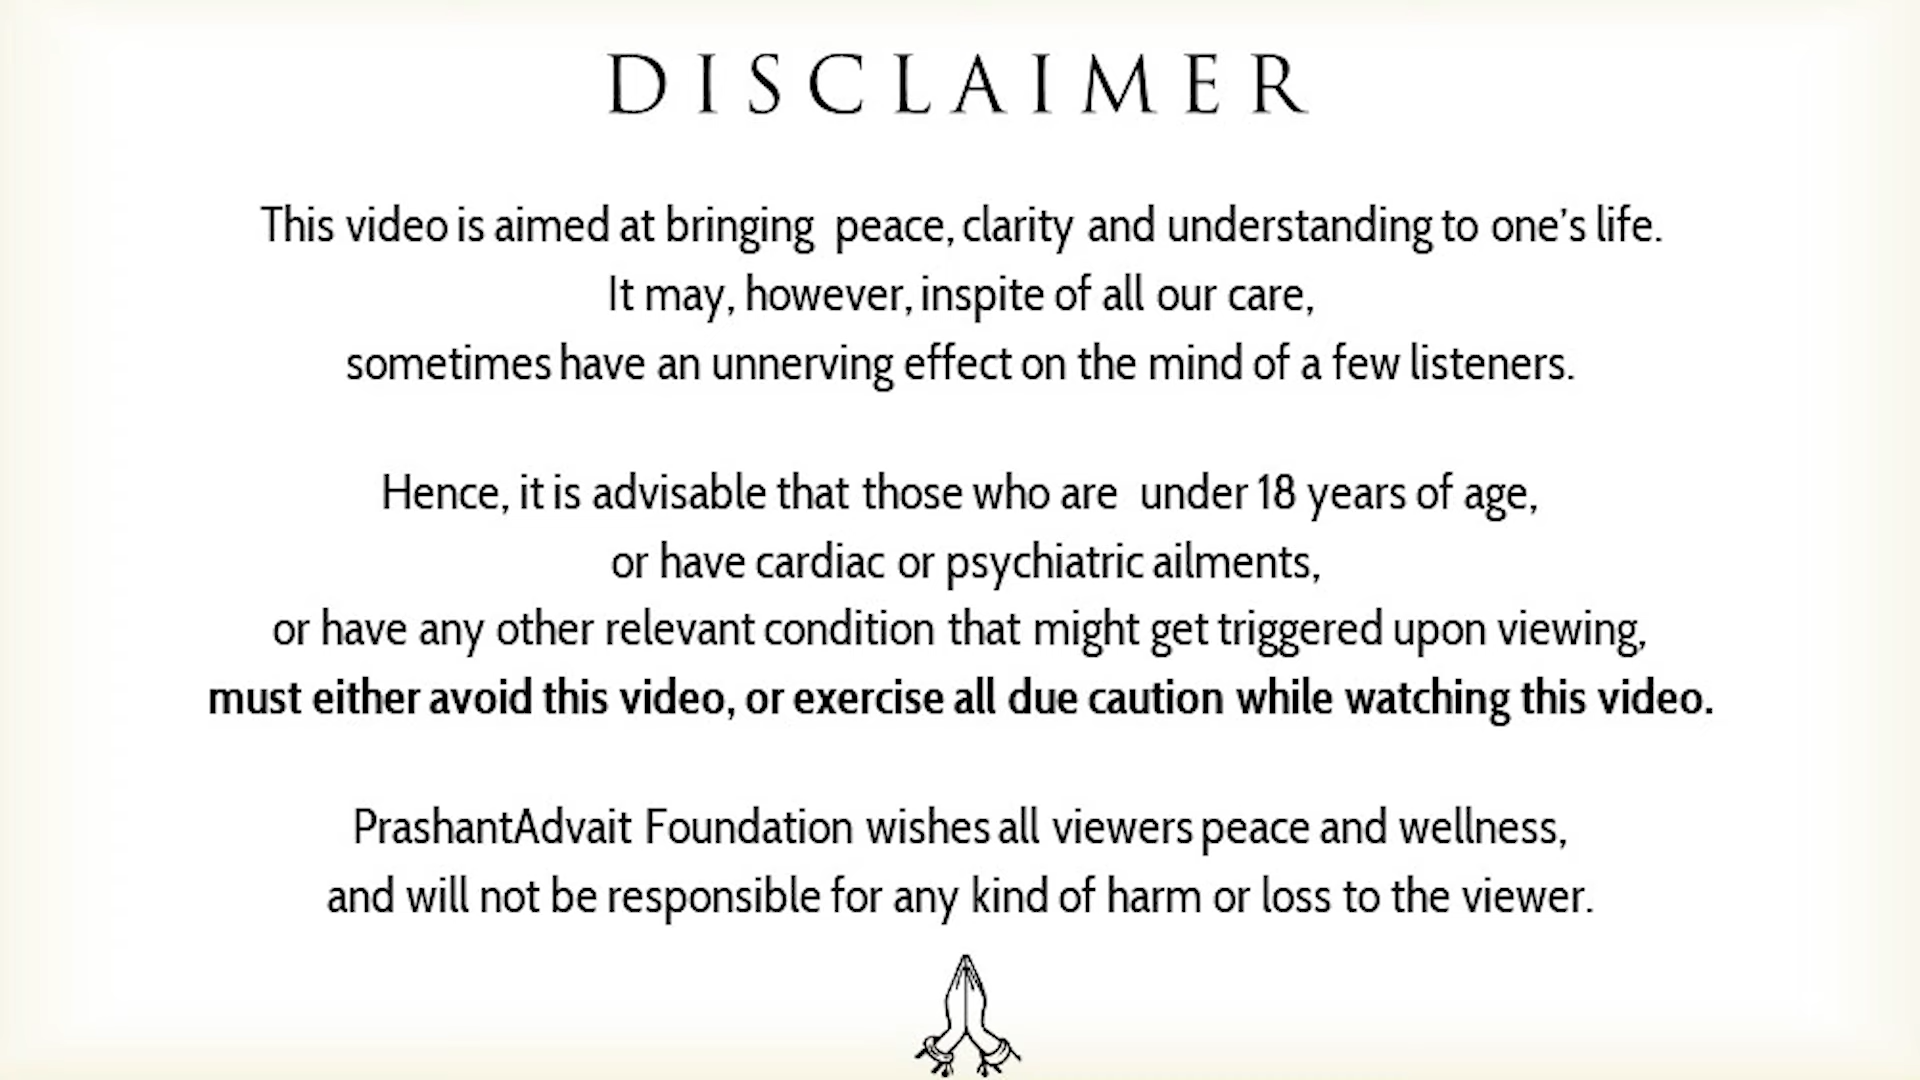 DISCLAIMER
This video is aimed at bringing peace, clarity and understanding to one's life.
It may, however, inspite of all our care,
sometimes have an unnerving effect on the mind of a few listeners.
Hence, it is advisable that those who are under 18 years of age,
or have cardiac or psychiatric ailments,
or have any other relevant condition that might get triggered upon viewing,
must either avoid this video, or exercise all due caution while watching this video.
PrashantAdvait Foundation wishes all viewers peace and wellness,
and will not be responsible for any kind of harm or loss to the viewer.